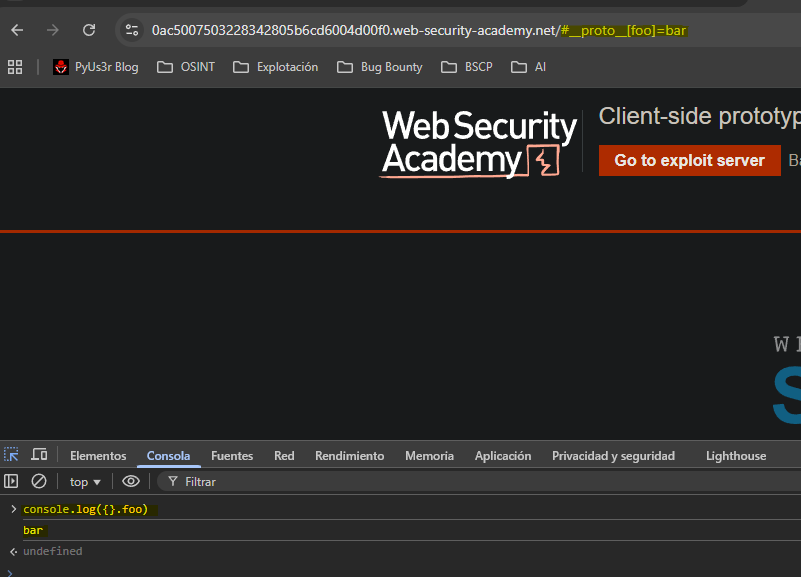 0ac5007503228342805b6cd6004d00f0.web-security-academy.net/#__proto__[foo]=bar
PyUs3r Blog OSINT Explotación Bug Bounty BSCP AI
WebSecurity
Academy
Client-side prototyp
Go to exploit server
Ba
W E
S
Elementos Consola Fuentes Red Rendimiento Memoria Aplicación Privacidad y seguridad Lighthouse
top Filtrar
console.log({}.foo)
bar
undefined